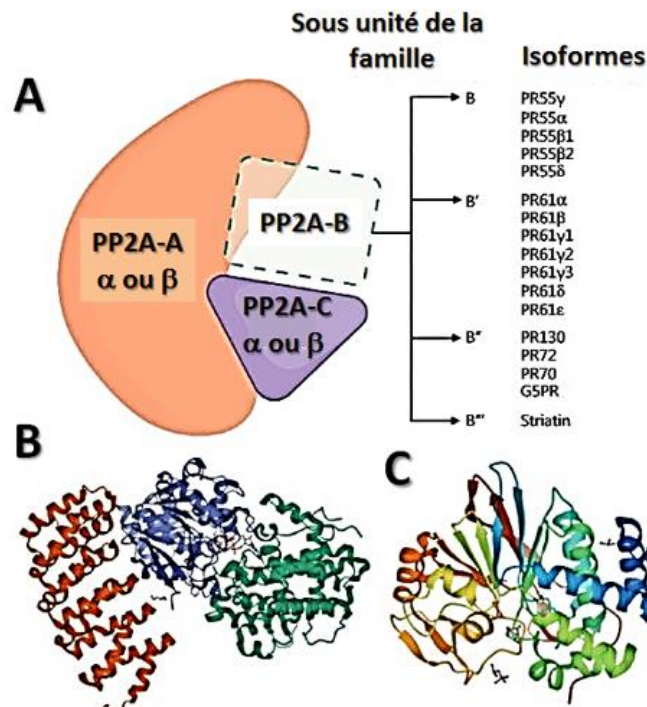 Sous unité de la
famille
Isoformes
A
PP2A-A
α ou β
PP2A-B
PP2A-C
α ou β
B
PR55γ
PR55α
PR55β1
PR55β2
PR55δ
B'
PR61α
PR61β
PR61γ1
PR61γ2
PR61γ3
PR61δ
PR61ε
B"
PR130
PR72
PR70
G5PR
B"'
Striatin
B
C